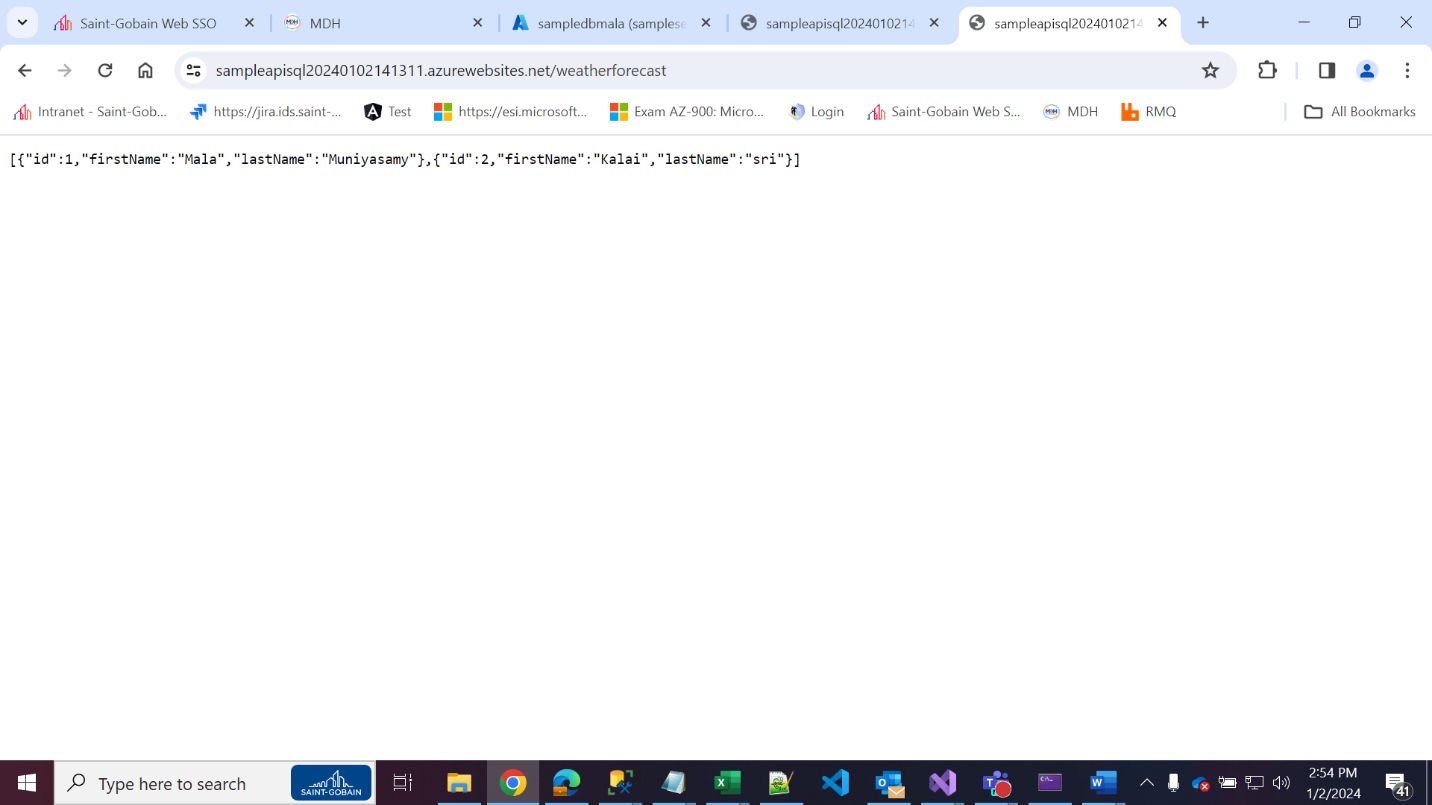 Saint-Gobain Web SSO
MDH
sampledbmala (samplese
sampleapisql2024010214
sampleapisql2024010214
sampleapisql20240102141311.azurewebsites.net/weatherforecast
Intranet - Saint-Gob...
https://jira.ids.saint-...
Test
https://esi.microsoft...
Exam AZ-900: Micro...
Login
Saint-Gobain Web S...
MDH
RMQ
All Bookmarks
[{"id":1,"firstName":"Mala","lastName":"Muniyasamy"},{"id":2,"firstName":"Kalai","lastName":"sri"}]
Type here to search
SAINT-GOBAIN
2:54 PM
1/2/2024
41